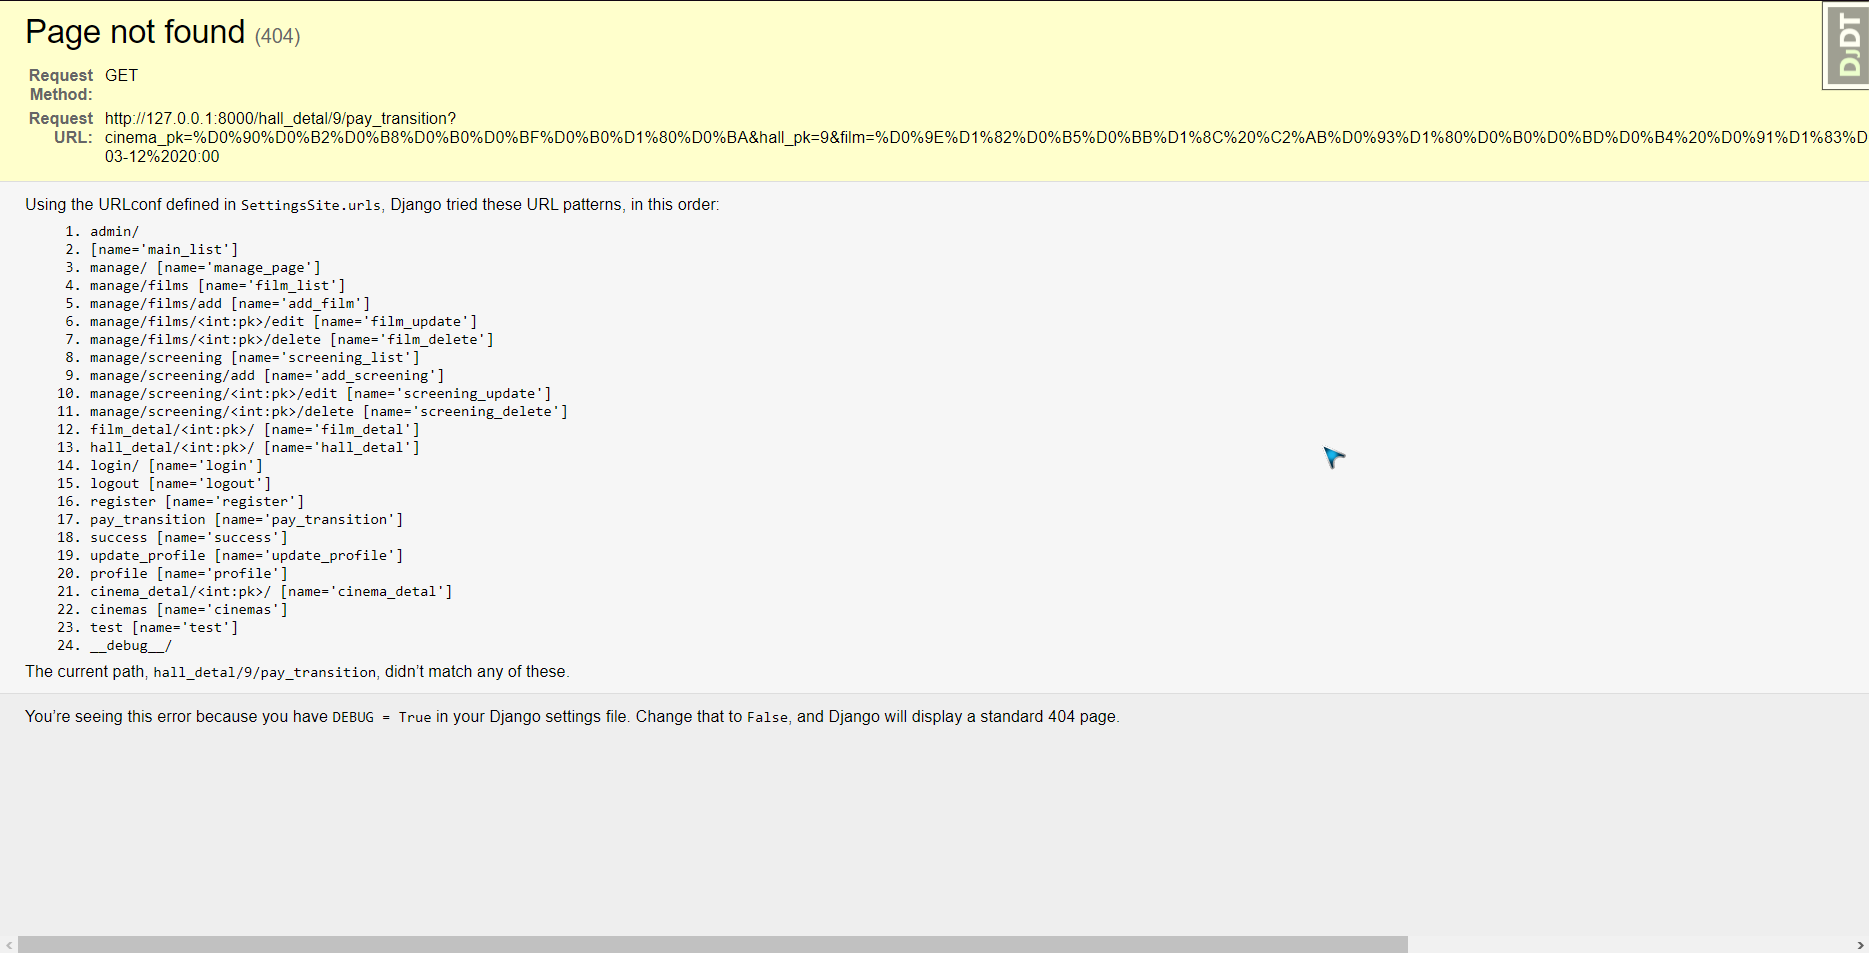 Page not found (404)
Request Method: GET
Request URL: http://127.0.0.1:8000/hall_detal/9/pay_transition?
cinema_pk=%D0%90%D0%B2%D0%B8%D0%B0%D0%BF%D0%B0%D1%80%D0%BA&hall_pk=9&film=%D0%9E%D1%82%D0%B5%D0%BB%D1%8C%20%C2%AB%D0%93%D1%80%D0%B0%D0%BD%D0%B4%20%D0%91%D1%83%D
03-12%2020:00
DJDT
Using the URLconf defined in SettingsSite.urls, Django tried these URL patterns, in this order:
1. admin/
2. [name='main_list']
3. manage/ [name='manage_page']
4. manage/films [name='film_list']
5. manage/films/add [name='add_film']
6. manage/films/<int:pk>/edit [name='film_update']
7. manage/films/<int:pk>/delete [name='film_delete']
8. manage/screening [name='screening_list']
9. manage/screening/add [name='add_screening']
10. manage/screening/<int:pk>/edit [name='screening_update']
11. manage/screening/<int:pk>/delete [name='screening_delete']
12. film_detal/<int:pk>/ [name='film_detal']
13. hall_detal/<int:pk>/ [name='hall_detal']
14. login/ [name='login']
15. logout [name='logout']
16. register [name='register']
17. pay_transition [name='pay_transition']
18. success [name='success']
19. update_profile [name='update_profile']
20. profile [name='profile']
21. cinema_detal/<int:pk>/ [name='cinema_detal']
22. cinemas [name='cinemas']
23. test [name='test']
24. __debug__/
The current path, hall_detal/9/pay_transition, didn’t match any of these.
You’re seeing this error because you have DEBUG = True in your Django settings file. Change that to False, and Django will display a standard 404 page.